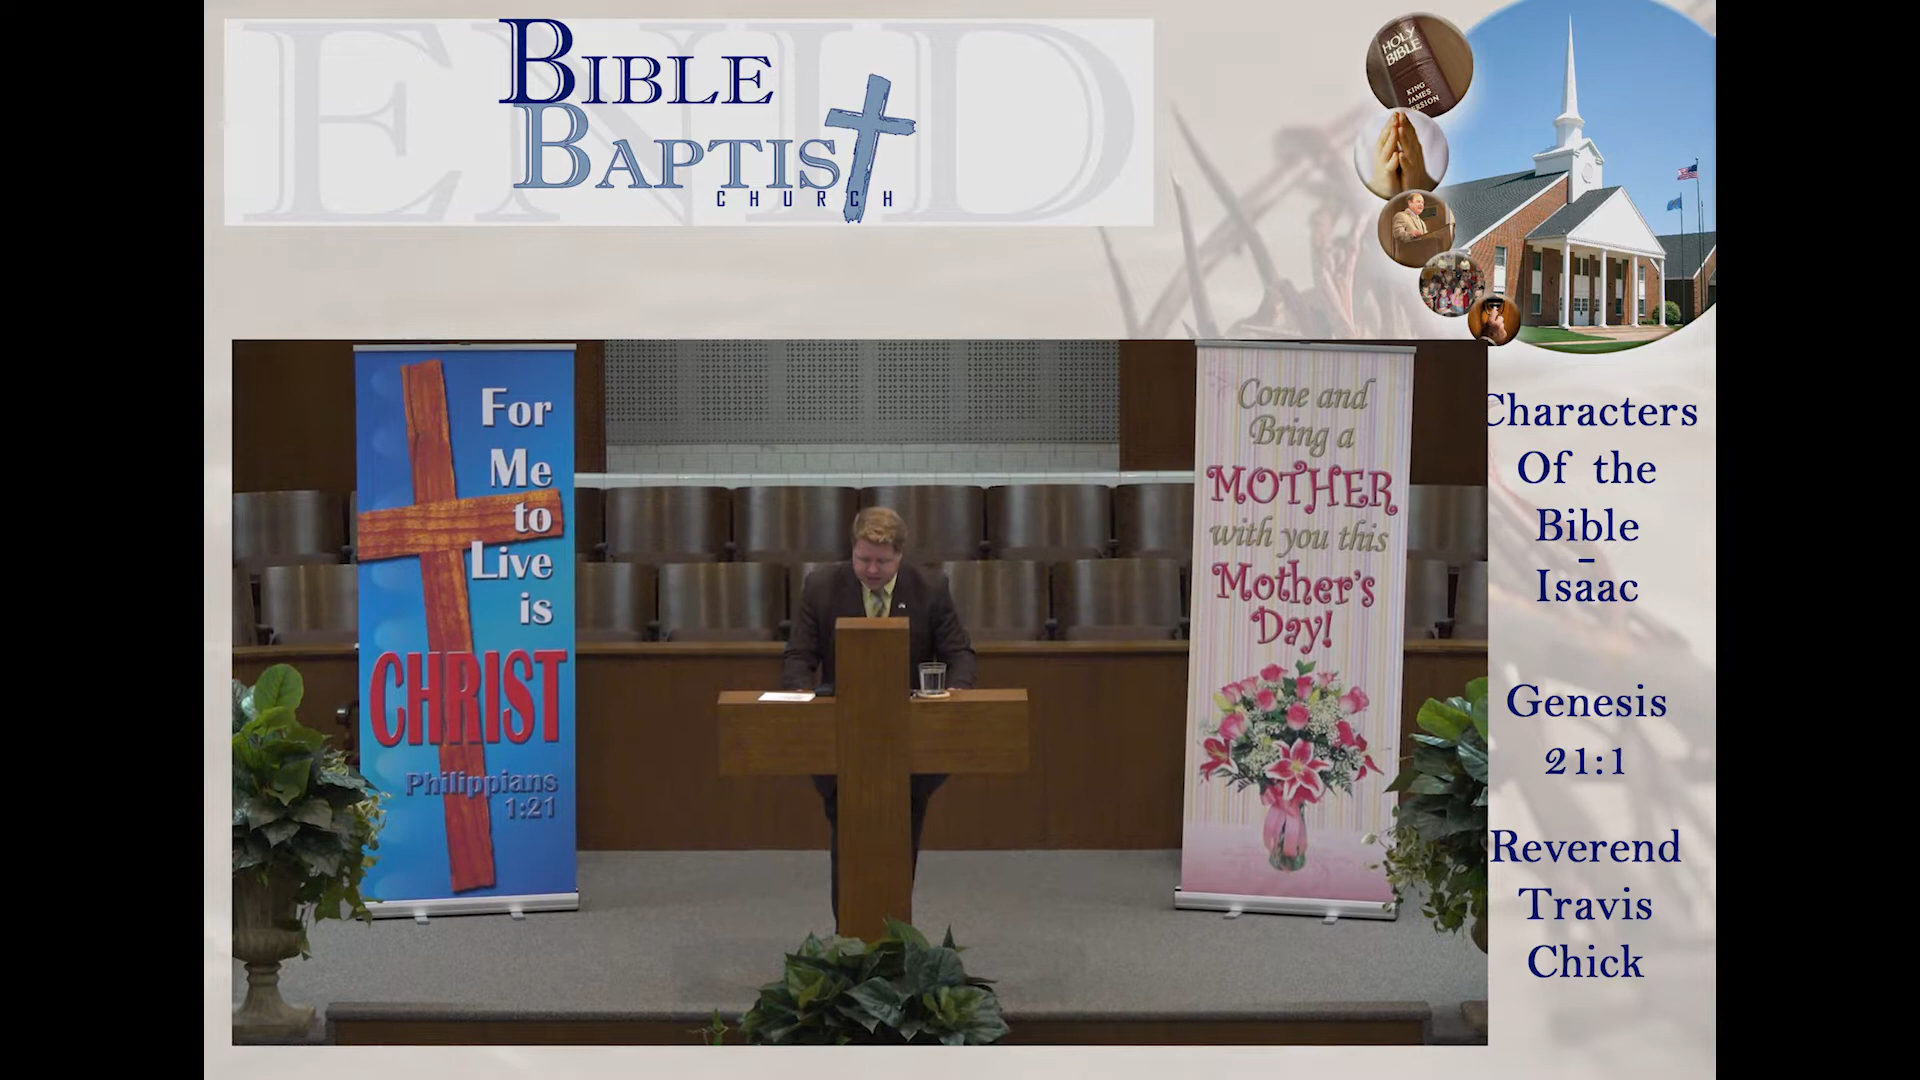 ENID
BIBLE
BAPTIST
CHURCH
HOLY
BIBLE
KING
JAMES
VERSION
For
Me
to
Live
is
CHRIST
Philippians
1:21
Come and
Bring a
MOTHER
with you this
Mother's
Day!
Characters
Of the
Bible
-
Isaac
Genesis
21:1
Reverend
Travis
Chick